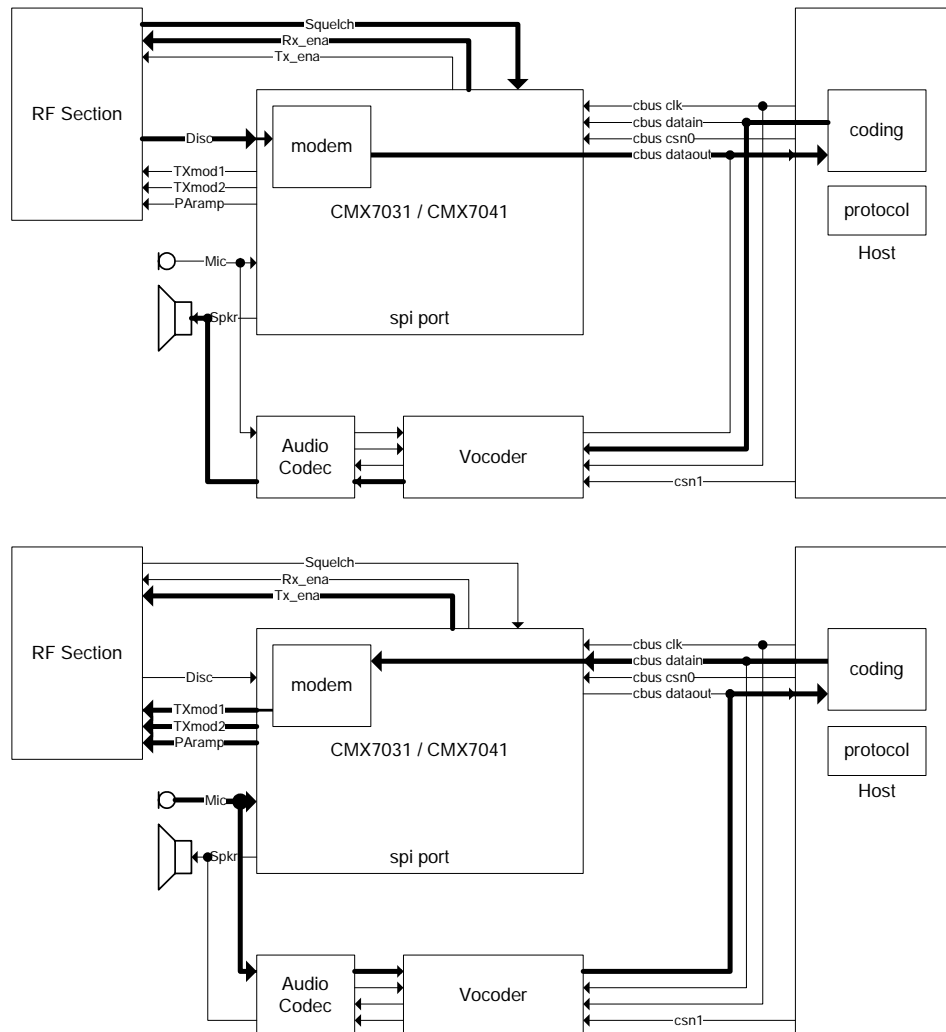 Squelch
Rx_ena
Tx_ena
RF Section
cbus clk
cbus datain
cbus csn0
cbus dataout
coding
Disc
modem
TXmod1
TXmod2
PAramp
CMX7031 / CMX7041
protocol
Host
Mic
Spkr
spi port
Audio
Codec
Vocoder
csn1
Squelch
Rx_ena
Tx_ena
RF Section
cbus clk
cbus datain
cbus csn0
cbus dataout
coding
Disc
modem
TXmod1
TXmod2
PAramp
CMX7031 / CMX7041
protocol
Host
Mic
Spkr
spi port
Audio
Codec
Vocoder
csn1